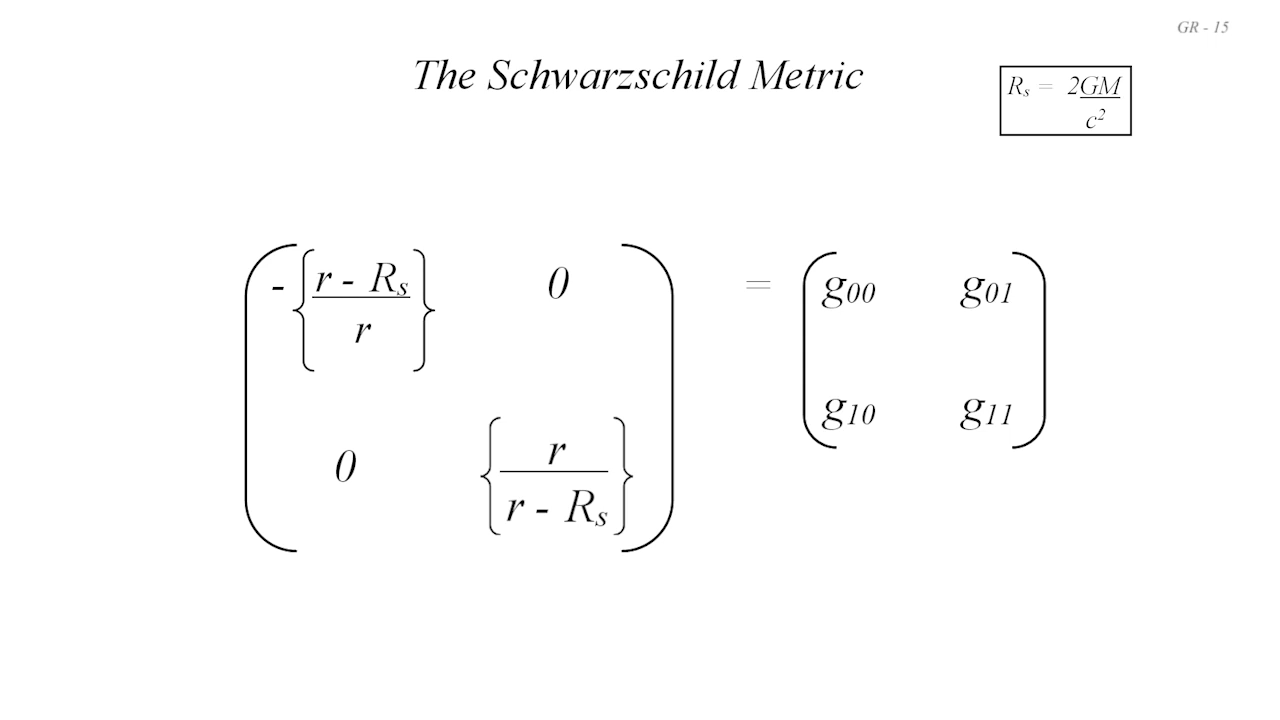 GR - 15
The Schwarzschild Metric
Rs = 2GM
c²
- { r - Rs } 0 = g00 g01
r
g10 g11
0 { r }
r - Rs